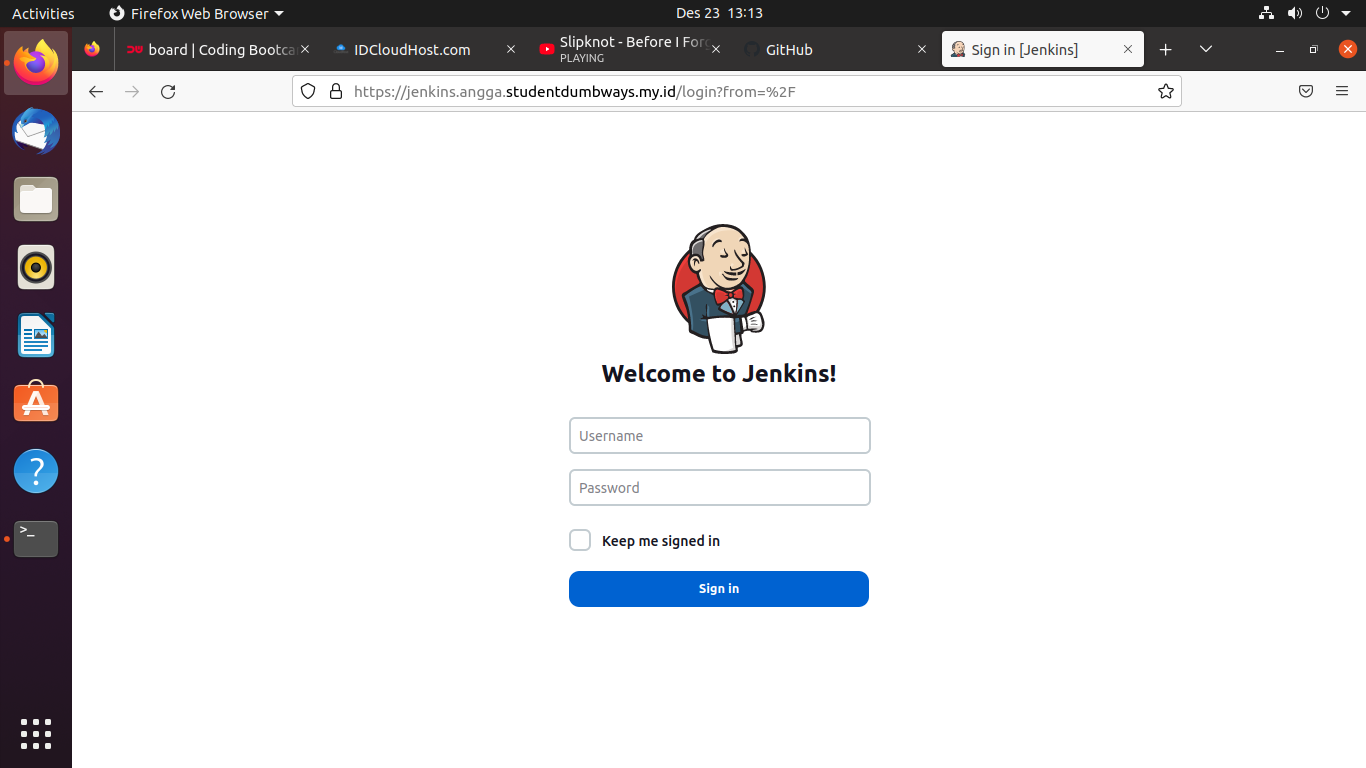 Activities
Firefox Web Browser
Des 23 13:13
board | Coding Bootca
IDCloudHost.com
Slipknot - Before I Forg
PLAYING
GitHub
Sign in [Jenkins]
https://jenkins.angga.studentdumbways.my.id/login?from=%2F
Welcome to Jenkins!
Username
Password
Keep me signed in
Sign in